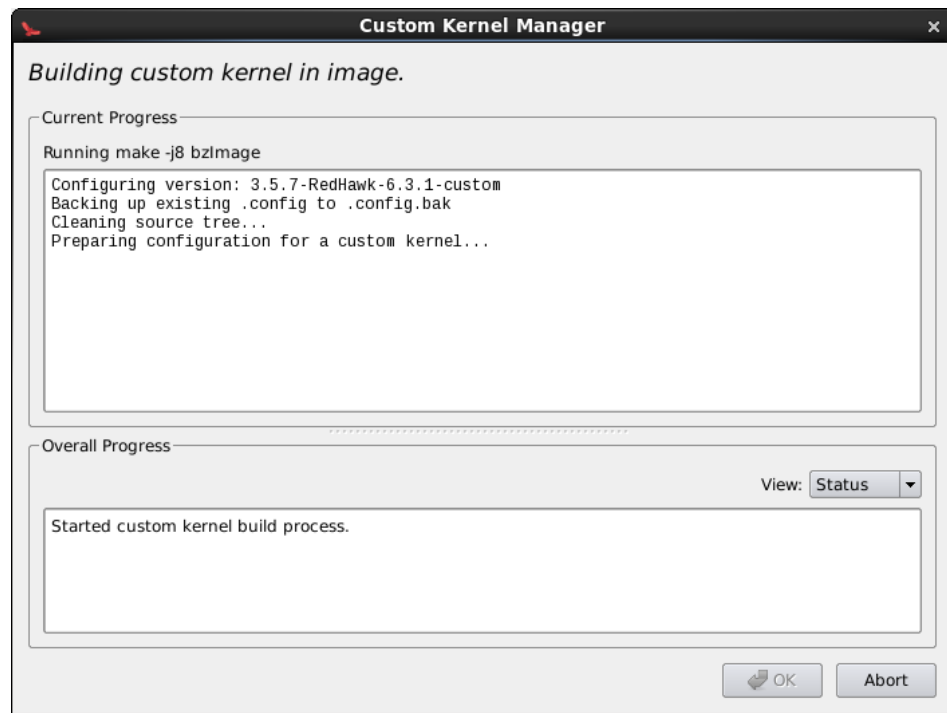 Custom Kernel Manager
Building custom kernel in image.
Current Progress
Running make -j8 bzImage
Configuring version: 3.5.7-RedHawk-6.3.1-custom
Backing up existing .config to .config.bak
Cleaning source tree...
Preparing configuration for a custom kernel...
Overall Progress
View: Status
Started custom kernel build process.
OK Abort